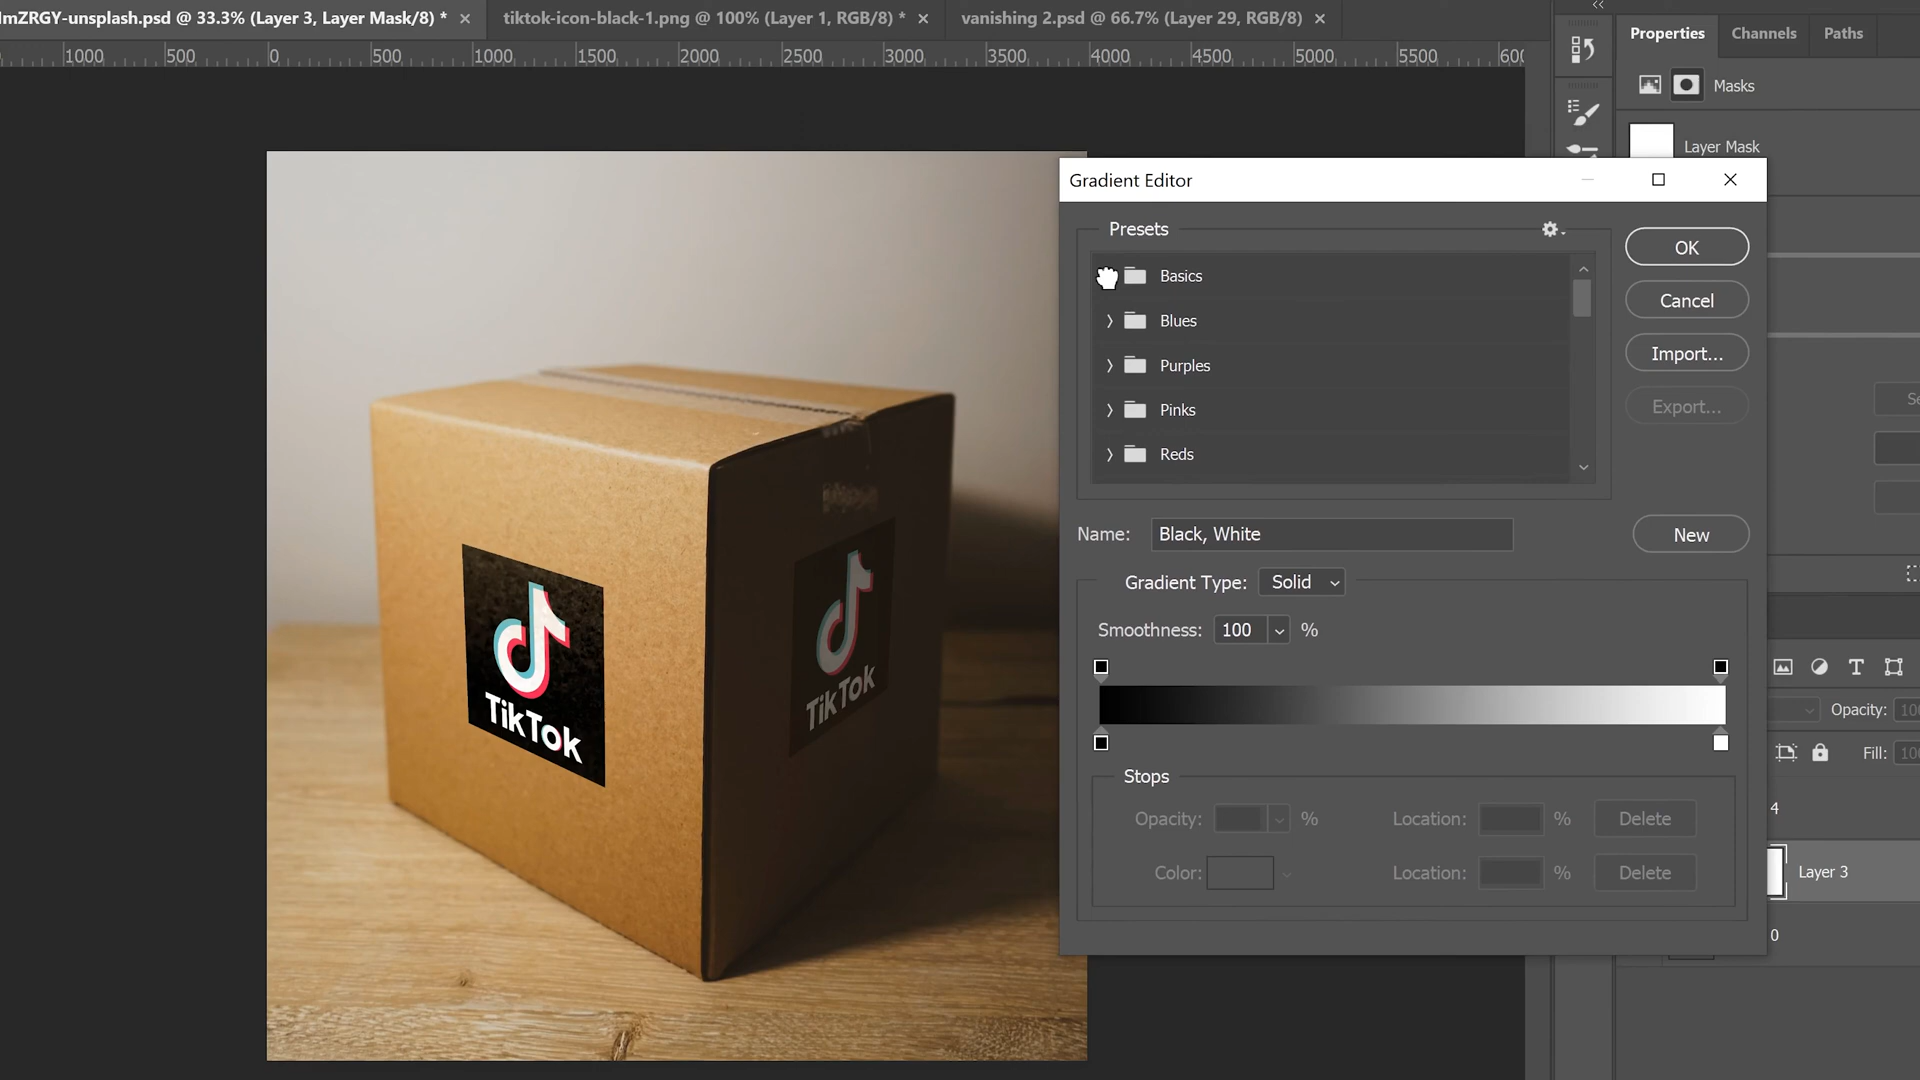 ImZRGY-unsplash.psd @ 33.3% (Layer 3, Layer Mask/8) *
tiktok-icon-black-1.png @ 100% (Layer 1, RGB/8) *
vanishing 2.psd @ 66.7% (Layer 29, RGB/8)
1000 500 0 500 1000 1500 2000 2500 3000 3500 4000 4500 5000 5500
Properties
Channels
Paths
Masks
Layer Mask
Gradient Editor
Presets
Basics
Blues
Purples
Pinks
Reds
OK
Cancel
Import...
Export...
Name: Black, White
New
Gradient Type: Solid
Smoothness: 100 %
Stops
Opacity: %
Location: %
Delete
Color:
Location: %
Delete
Opacity:
Fill:
4
Layer 3
0
TikTok
TikTok